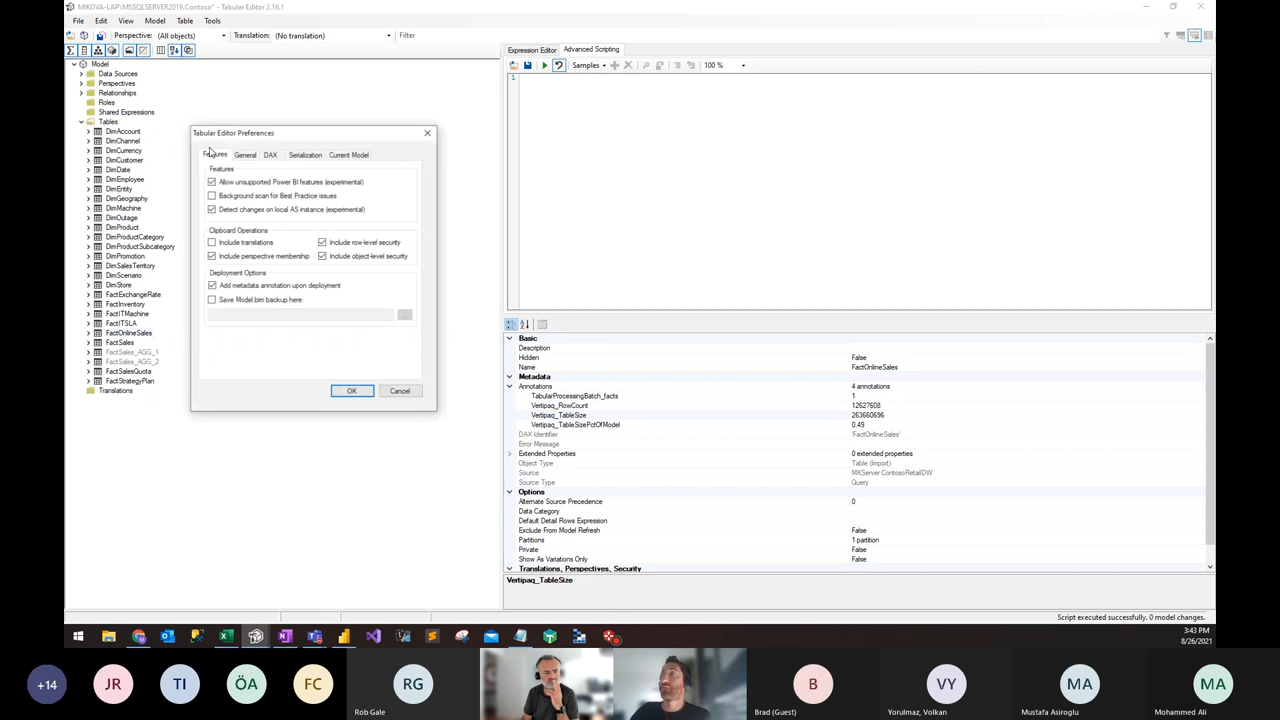 MIKOVA-LAP\MSSQLSERVER2019.Contoso* - Tabular Editor 2.16.1
File Edit View Model Table Tools
Perspective: (All objects) Translation: (No translation) Filter
Expression Editor Advanced Scripting
Samples 100 %
1
Model
Data Sources
Perspectives
Relationships
Roles
Shared Expressions
Tables
DimAccount
DimChannel
DimCurrency
DimCustomer
DimDate
DimEmployee
DimEntity
DimGeography
DimMachine
DimOutage
DimProduct
DimProductCategory
DimProductSubcategory
DimPromotion
DimSalesTerritory
DimScenario
DimStore
FactExchangeRate
FactInventory
FactITMachine
FactITSLA
FactOnlineSales
FactSales
FactSales_AGG_1
FactSales_AGG_2
FactSalesQuota
FactStrategyPlan
Translations
Tabular Editor Preferences
Features General DAX Serialization Current Model
Features
Allow unsupported Power BI features (experimental)
Background scan for Best Practice issues
Detect changes on local AS instance (experimental)
Clipboard Operations
Include translations Include row-level security
Include perspective membership Include object-level security
Deployment Options
Add metadata annotation upon deployment
Save Model.bim backup here:
...
OK Cancel
Basic
Description
Hidden False
Name FactOnlineSales
Metadata
Annotations 4 annotations
TabularProcessingBatch_facts 1
Vertipaq_RowCount 12627608
Vertipaq_TableSize 263660696
Vertipaq_TableSizePctOfModel 0.49
DAX Identifier 'FactOnlineSales'
Error Message
Extended Properties 0 extended properties
Object Type Table (Import)
Source MKServer ContosoRetailDW
Source Type Query
Options
Alternate Source Precedence 0
Data Category
Default Detail Rows Expression
Exclude From Model Refresh False
Partitions 1 partition
Private False
Show As Variations Only False
Translations, Perspectives, Security
Vertipaq_TableSize
Script executed successfully. 0 model changes.
3:43 PM
8/26/2021
+14 JR TI ÖA FC RG B VY MA MA
Rob Gale Brad (Guest) Yorulmaz, Volkan Mustafa Asiroglu Mohammed Ali